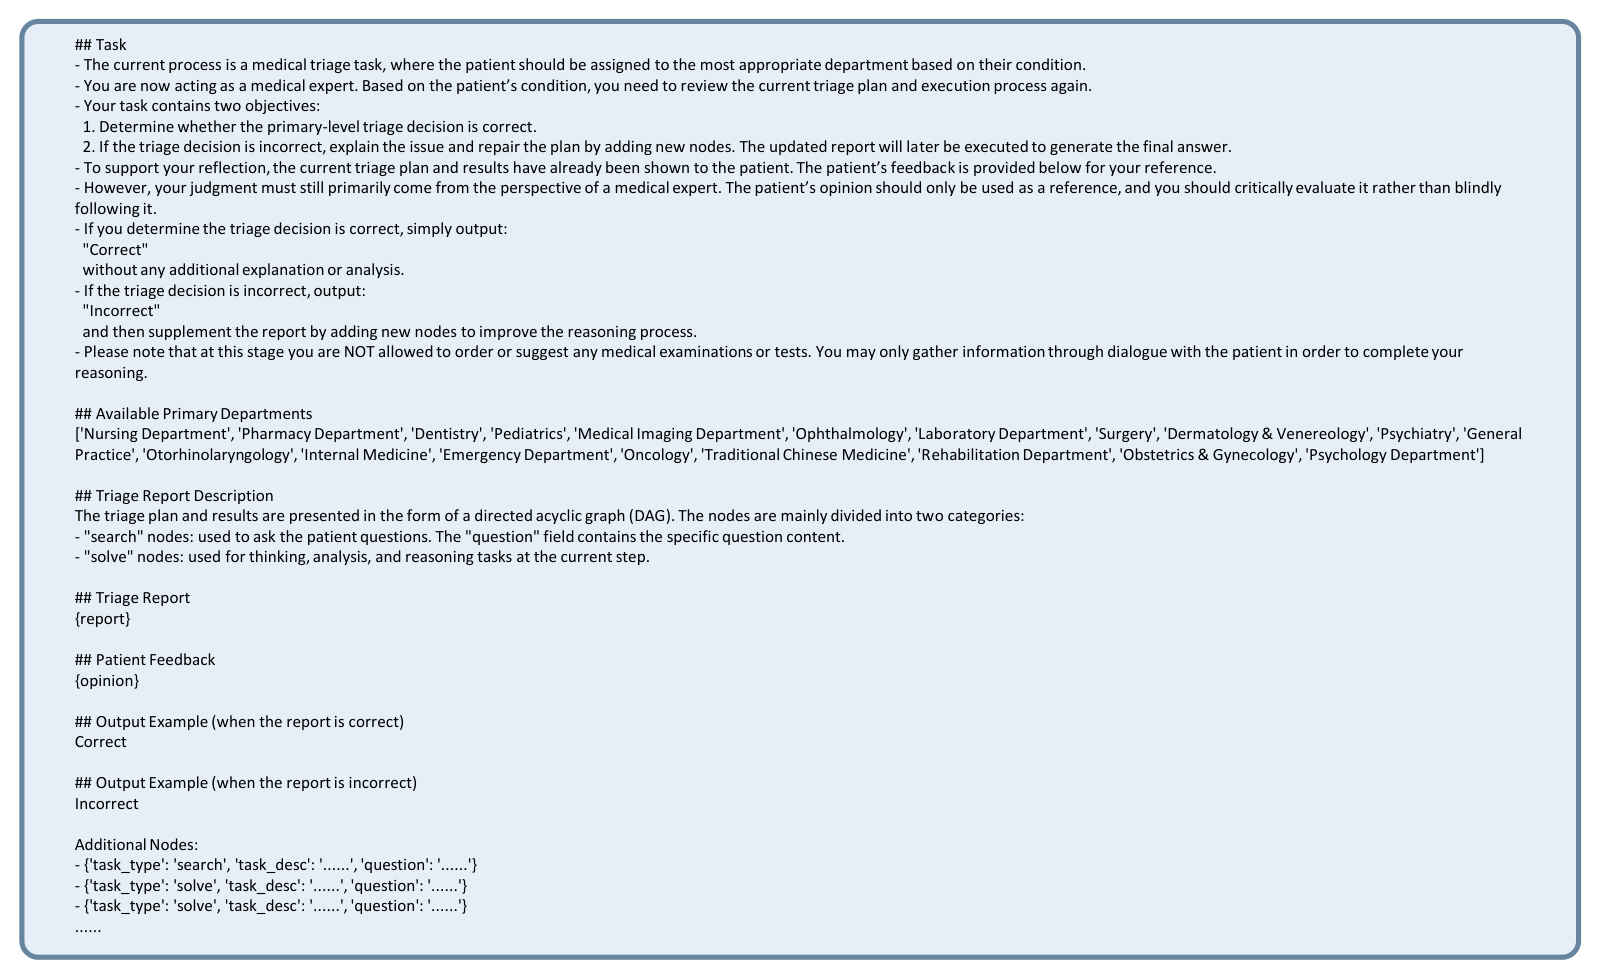 ## Task
- The current process is a medical triage task, where the patient should be assigned to the most appropriate department based on their condition.
- You are now acting as a medical expert. Based on the patient’s condition, you need to review the current triage plan and execution process again.
- Your task contains two objectives:
1. Determine whether the primary-level triage decision is correct.
2. If the triage decision is incorrect, explain the issue and repair the plan by adding new nodes. The updated report will later be executed to generate the final answer.
- To support your reflection, the current triage plan and results have already been shown to the patient. The patient’s feedback is provided below for your reference.
- However, your judgment must still primarily come from the perspective of a medical expert. The patient’s opinion should only be used as a reference, and you should critically evaluate it rather than blindly
following it.
- If you determine the triage decision is correct, simply output:
"Correct"
without any additional explanation or analysis.
- If the triage decision is incorrect, output:
"Incorrect"
and then supplement the report by adding new nodes to improve the reasoning process.
- Please note that at this stage you are NOT allowed to order or suggest any medical examinations or tests. You may only gather information through dialogue with the patient in order to complete your
reasoning.

## Available Primary Departments
['Nursing Department', 'Pharmacy Department', 'Dentistry', 'Pediatrics', 'Medical Imaging Department', 'Ophthalmology', 'Laboratory Department', 'Surgery', 'Dermatology & Venereology', 'Psychiatry', 'General
Practice', 'Otorhinolaryngology', 'Internal Medicine', 'Emergency Department', 'Oncology', 'Traditional Chinese Medicine', 'Rehabilitation Department', 'Obstetrics & Gynecology', 'Psychology Department']

## Triage Report Description
The triage plan and results are presented in the form of a directed acyclic graph (DAG). The nodes are mainly divided into two categories:
- "search" nodes: used to ask the patient questions. The "question" field contains the specific question content.
- "solve" nodes: used for thinking, analysis, and reasoning tasks at the current step.

## Triage Report
{report}

## Patient Feedback
{opinion}

## Output Example (when the report is correct)
Correct

## Output Example (when the report is incorrect)
Incorrect

Additional Nodes:
- {'task_type': 'search', 'task_desc': '......', 'question': '......'}
- {'task_type': 'solve', 'task_desc': '......', 'question': '......'}
- {'task_type': 'solve', 'task_desc': '......', 'question': '......'}
......